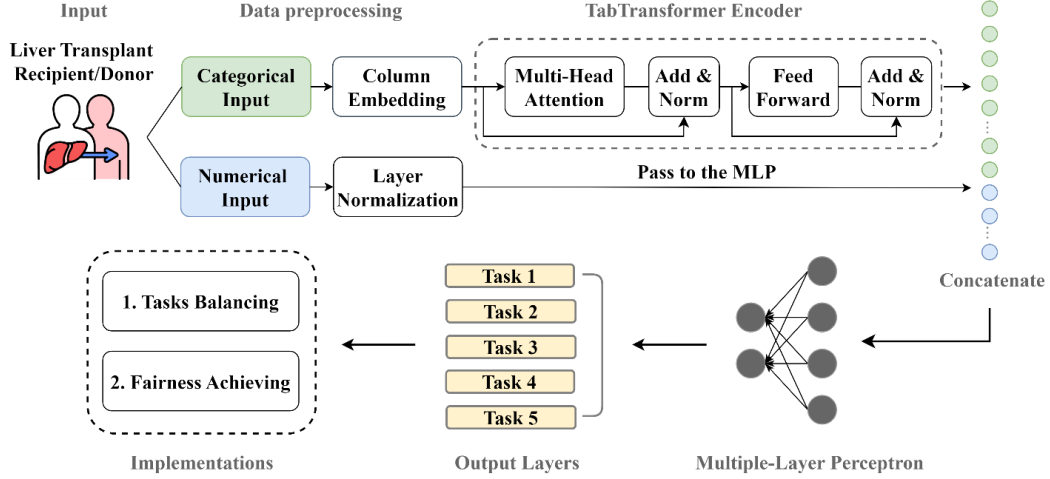 Input
Data preprocessing
TabTransformer Encoder
Liver Transplant
Recipient/Donor
Categorical
Input
Column
Embedding
Multi-Head
Attention
Add &
Norm
Feed
Forward
Add &
Norm
Numerical
Input
Layer
Normalization
Pass to the MLP
Concatenate
1. Tasks Balancing
2. Fairness Achieving
Task 1
Task 2
Task 3
Task 4
Task 5
Implementations
Output Layers
Multiple-Layer Perceptron